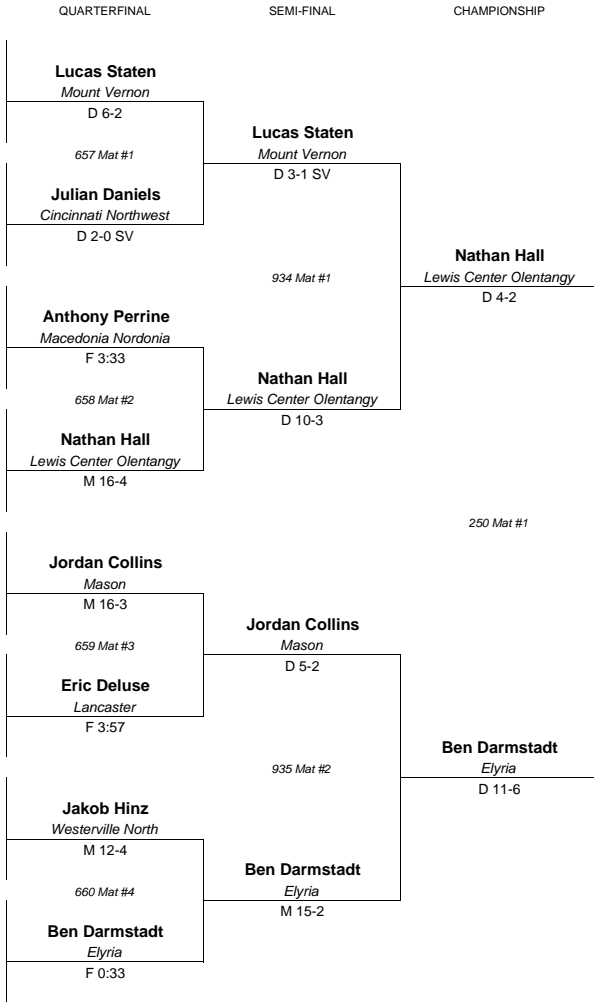 QUARTERFINAL SEMI-FINAL CHAMPIONSHIP
Lucas Staten
Mount Vernon
D 6-2
657 Mat #1
Julian Daniels
Cincinnati Northwest
D 2-0 SV
Anthony Perrine
Macedonia Nordonia
F 3:33
658 Mat #2
Nathan Hall
Lewis Center Olentangy
M 16-4
Jordan Collins
Mason
M 16-3
659 Mat #3
Eric Deluse
Lancaster
F 3:57
Jakob Hinz
Westerville North
M 12-4
660 Mat #4
Ben Darmstadt
Elyria
F 0:33
Lucas Staten
Mount Vernon
D 3-1 SV
934 Mat #1
Nathan Hall
Lewis Center Olentangy
D 10-3
Jordan Collins
Mason
D 5-2
935 Mat #2
Ben Darmstadt
Elyria
M 15-2
Nathan Hall
Lewis Center Olentangy
D 4-2
250 Mat #1
Ben Darmstadt
Elyria
D 11-6